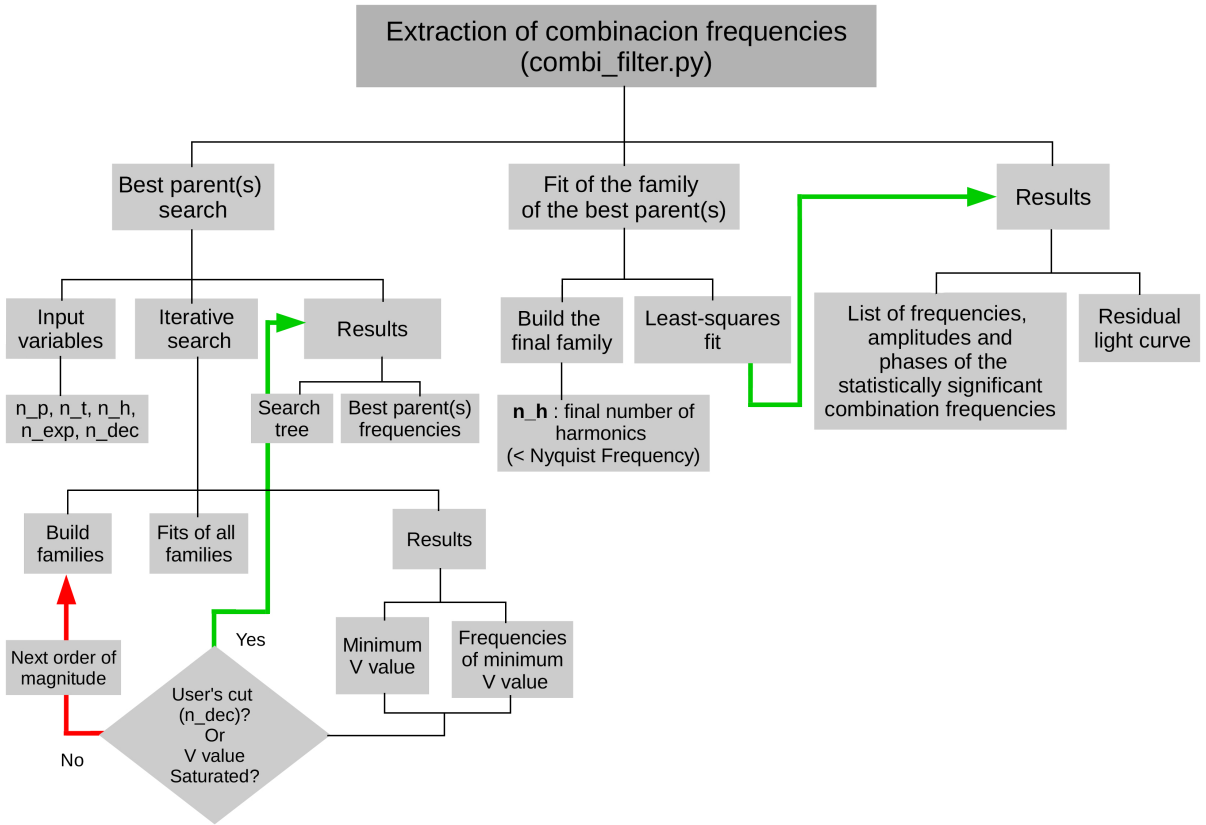 Extraction of combinacion frequencies
(combi_filter.py)
Best parent(s)
search
Fit of the family
of the best parent(s)
Results
Input
variables
Iterative
search
Results
Build the
final family
Least-squares
fit
List of frequencies,
amplitudes and
phases of the
statistically significant
combination frequencies
Residual
light curve
n_p, n_t, n_h,
n_exp, n_dec
Search
tree
Best parent(s)
frequencies
n_h : final number of
harmonics
(< Nyquist Frequency)
Build
families
Fits of all
families
Results
Minimum
V value
Frequencies
of minimum
V value
Yes
Next order of
magnitude
User's cut
(n_dec)?
Or
V value
Saturated?
No